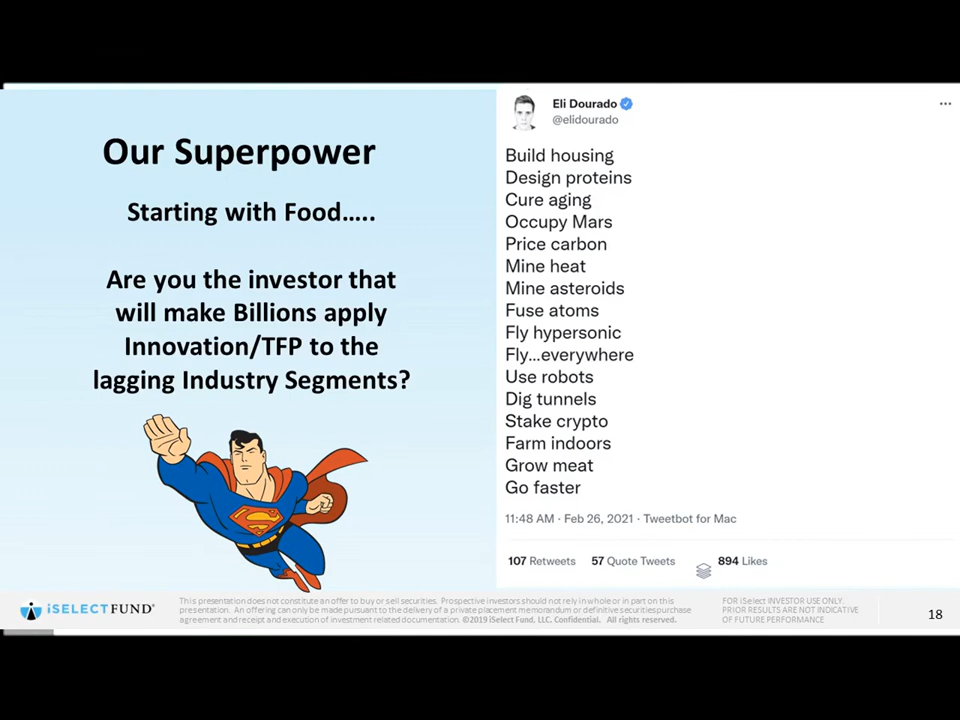 Our Superpower
Starting with Food…..
Are you the investor that
will make Billions apply
Innovation/TFP to the
lagging Industry Segments?
Eli Dourado
@elidourado
Build housing
Design proteins
Cure aging
Occupy Mars
Price carbon
Mine heat
Mine asteroids
Fuse atoms
Fly hypersonic
Fly...everywhere
Use robots
Dig tunnels
Stake crypto
Farm indoors
Grow meat
Go faster
11:48 AM · Feb 26, 2021 · Tweetbot for Mac
107 Retweets 57 Quote Tweets 894 Likes
iSELECTFUND®
This presentation does not constitute an offer to buy or sell securities. Prospective investors should not rely in whole or in part on this
presentation. An offering can only be made pursuant to the delivery of a private placement memorandum or definitive securities purchase
agreement and receipt and execution of investment related documentation. ©2019 iSelect Fund, LLC. Confidential. All rights reserved.
FOR iSelect INVESTOR USE ONLY.
PRIOR RESULTS ARE NOT INDICATIVE
OF FUTURE PERFORMANCE
18